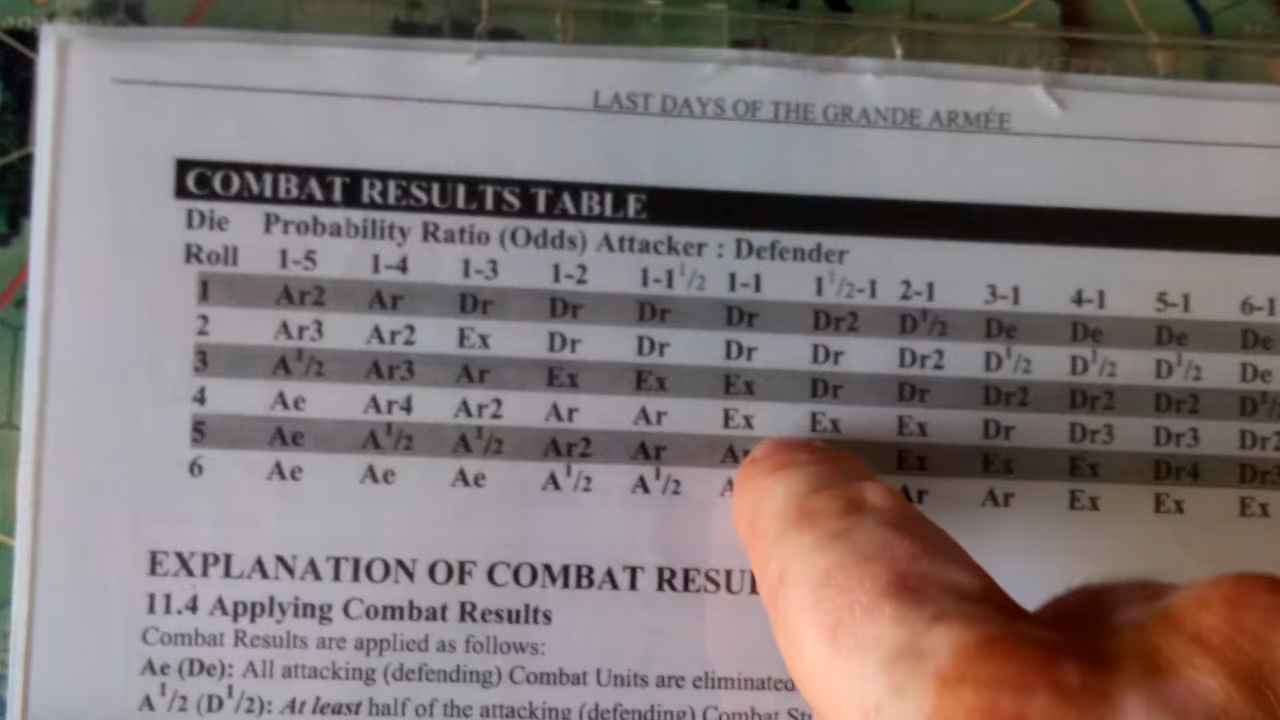 LAST DAYS OF THE GRANDE ARMÉE
COMBAT RESULTS TABLE
Die Probability Ratio (Odds) Attacker : Defender
Roll 1-5 1-4 1-3 1-2 1-1¹/2 1-1 1¹/2-1 2-1 3-1 4-1 5-1 6-1
1 Ar2 Ar Dr Dr Dr Dr Dr2 D¹/2 De De De De
2 Ar3 Ar2 Ex Dr Dr Dr Dr Dr2 D¹/2 D¹/2 D¹/2 De
3 A¹/2 Ar3 Ar Ex Ex Ex Dr Dr Dr2 Dr2 Dr2
4 Ae Ar4 Ar2 Ar Ar Ex Ex Ex Dr Dr3 Dr3
5 Ae A¹/2 A¹/2 Ar2 Ar Ex Ex Ex Dr4
6 Ae Ae Ae A¹/2 A¹/2 Ar Ar Ex Ex Ex
EXPLANATION OF COMBAT
11.4 Applying Combat Results
Combat Results are applied as follows:
Ae (De): All attacking (defending) Combat Units are eliminated
A¹/2 (D¹/2): At least half of the attacking (defending) Combat